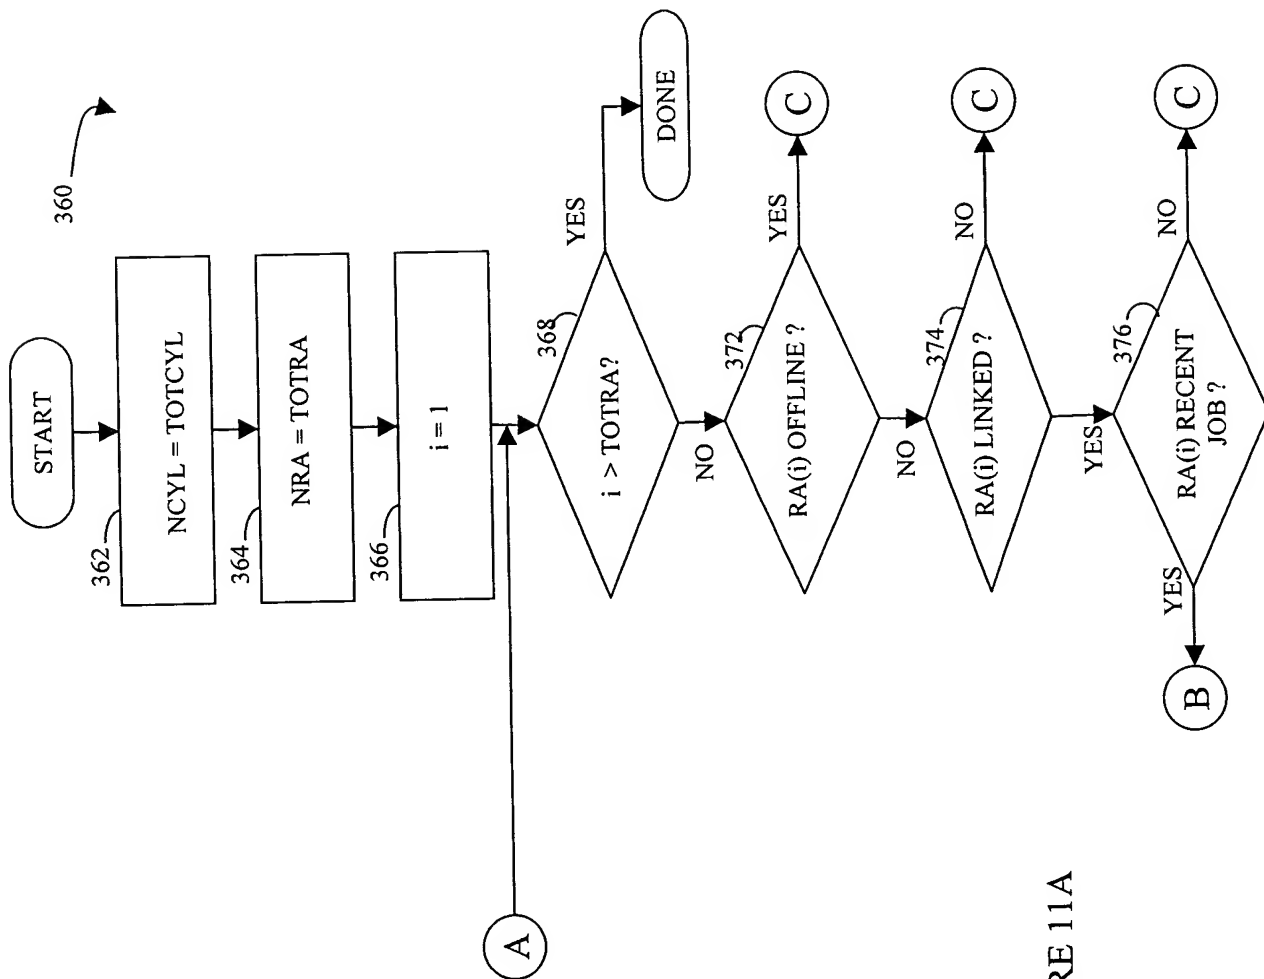 360
START
362
NCYL = TOTCYL
364
NRA = TOTRA
366
i = 1
A
368
i > TOTRA?
YES
DONE
NO
372
RA(i) OFFLINE ?
YES
C
NO
374
RA(i) LINKED ?
NO
C
YES
376
RA(i) RECENT
JOB ?
NO
C
YES
B
RE 11A